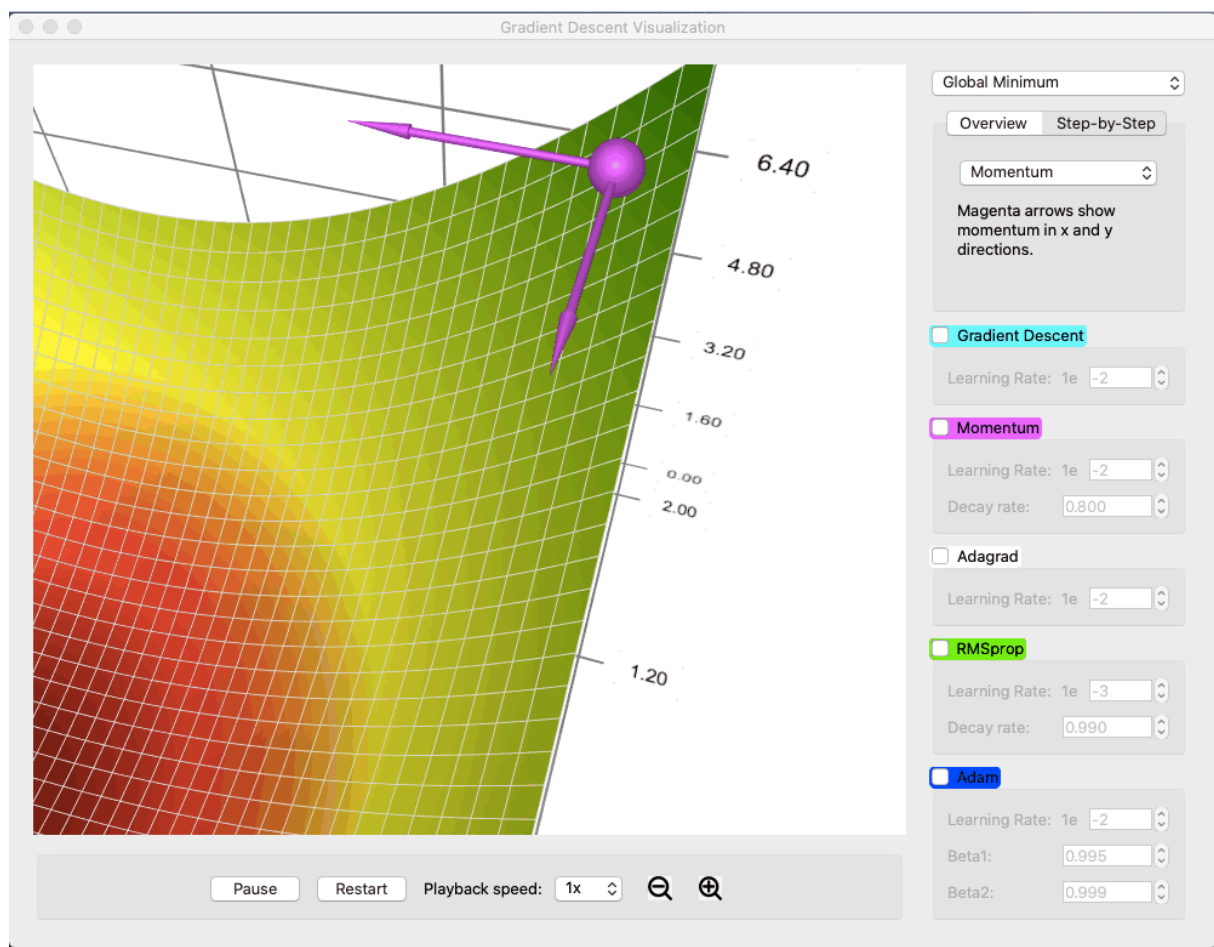 Gradient Descent Visualization
6.40
4.80
3.20
1.60
0.00
2.00
1.20
Global Minimum
Overview Step-by-Step
Momentum
Magenta arrows show
momentum in x and y
directions.
Gradient Descent
Learning Rate: 1e -2
Momentum
Learning Rate: 1e -2
Decay rate: 0.800
Adagrad
Learning Rate: 1e -2
RMSprop
Learning Rate: 1e -3
Decay rate: 0.990
Adam
Learning Rate: 1e -2
Beta1: 0.995
Beta2: 0.999
Pause Restart Playback speed: 1x